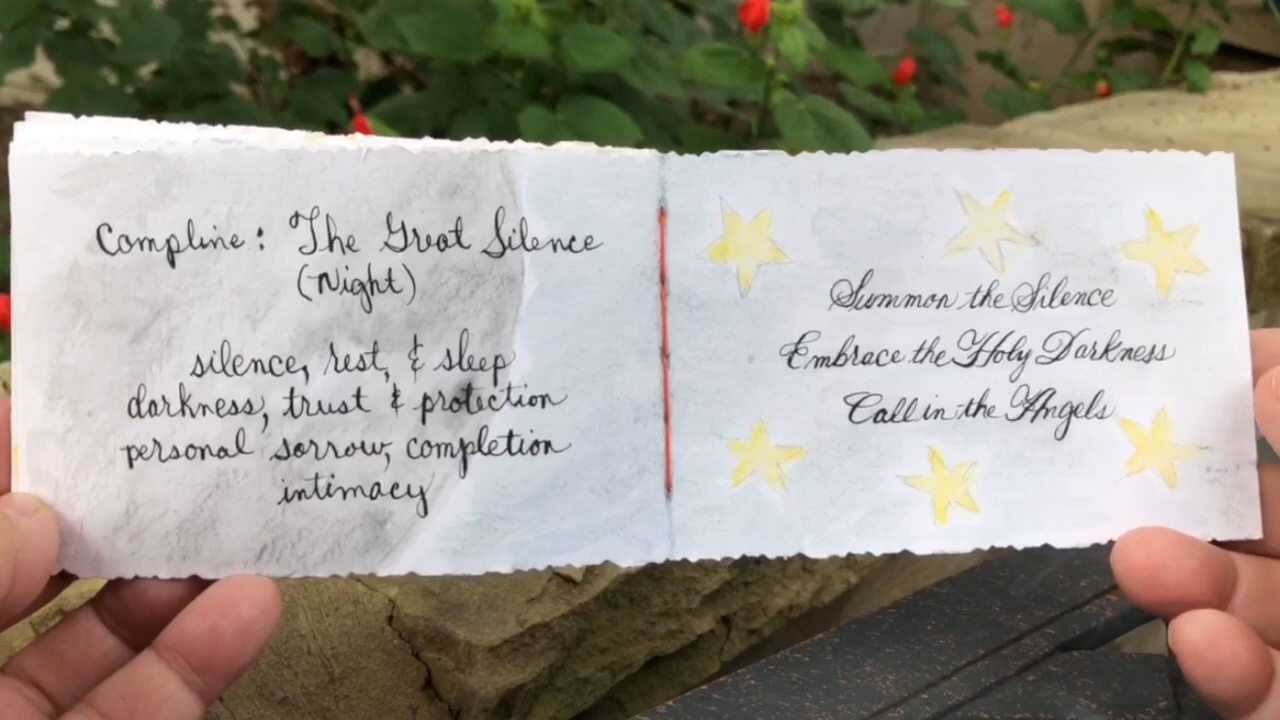 Compline: The Great Silence
(Night)
silence, rest, & sleep
darkness, trust & protection
personal sorrow, completion
intimacy
Summon the Silence
Embrace the Holy Darkness
Call in the Angels